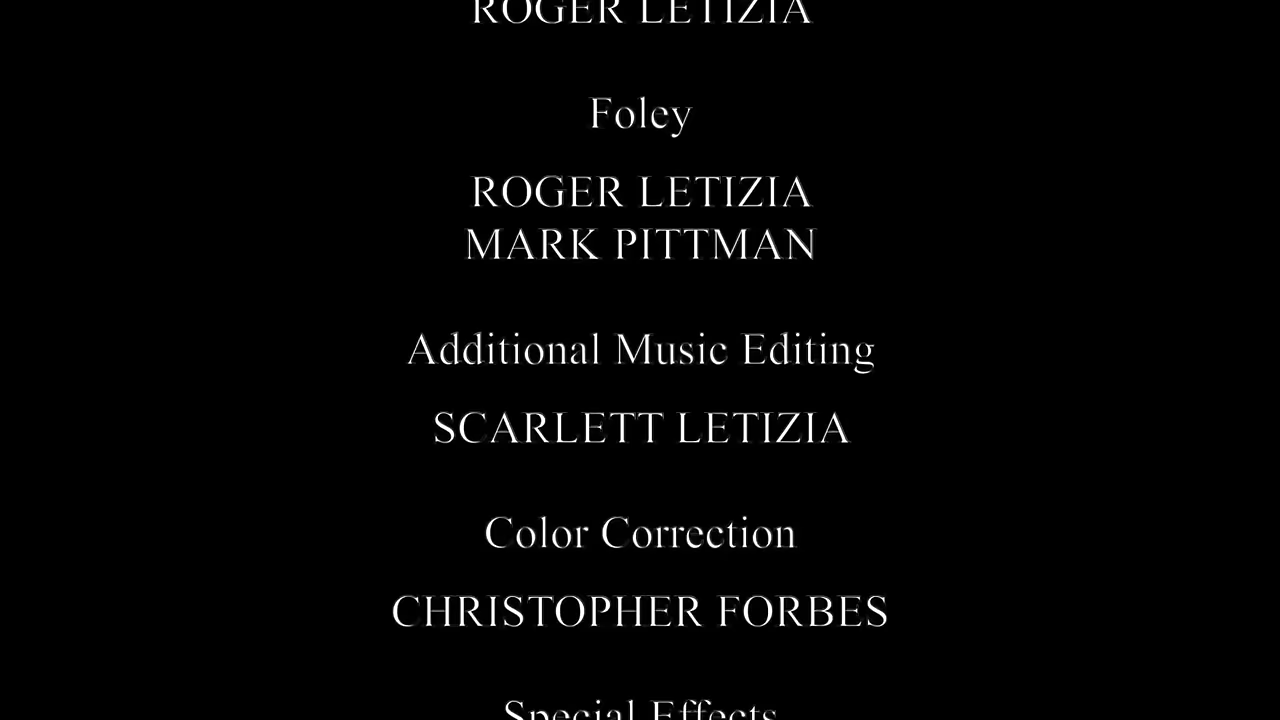 ROGER LETIZIA
Foley
ROGER LETIZIA
MARK PITTMAN
Additional Music Editing
SCARLETT LETIZIA
Color Correction
CHRISTOPHER FORBES
Special Effects